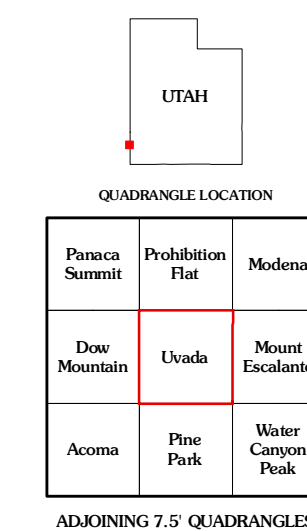 UTAH
QUADRANGLE LOCATION
Panaca
Summit
Prohibition
Flat
Modena
Dow
Mountain
Uvada
Mount
Escalante
Acoma
Pine
Park
Water
Canyon
Peak
ADJOINING 7.5' QUADRANGLES